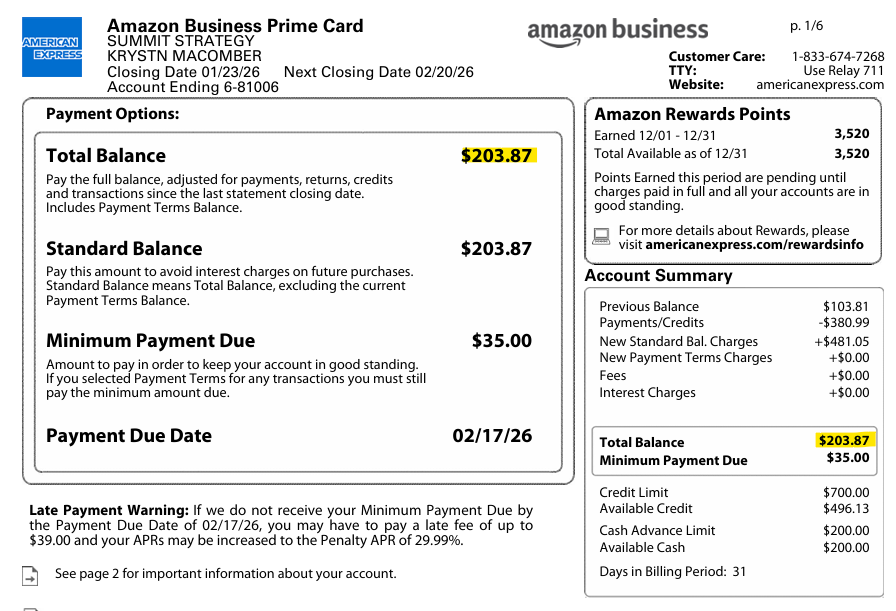 AMERICAN
EXPRESS
Amazon Business Prime Card
SUMMIT STRATEGY
KRYSTN MACOMBER
Closing Date 01/23/26 Next Closing Date 02/20/26
Account Ending 6-81006
amazon business
p. 1/6
Customer Care: 1-833-674-7268
TTY: Use Relay 711
Website: americanexpress.com
Payment Options:
Total Balance $203.87
Pay the full balance, adjusted for payments, returns, credits
and transactions since the last statement closing date.
Includes Payment Terms Balance.
Standard Balance $203.87
Pay this amount to avoid interest charges on future purchases.
Standard Balance means Total Balance, excluding the current
Payment Terms Balance.
Minimum Payment Due $35.00
Amount to pay in order to keep your account in good standing.
If you selected Payment Terms for any transactions you must still
pay the minimum amount due.
Payment Due Date 02/17/26
Late Payment Warning: If we do not receive your Minimum Payment Due by
the Payment Due Date of 02/17/26, you may have to pay a late fee of up to
$39.00 and your APRs may be increased to the Penalty APR of 29.99%.
See page 2 for important information about your account.
Amazon Rewards Points
Earned 12/01 - 12/31 3,520
Total Available as of 12/31 3,520
Points Earned this period are pending until
charges paid in full and all your accounts are in
good standing.
For more details about Rewards, please
visit americanexpress.com/rewardsinfo
Account Summary
Previous Balance $103.81
Payments/Credits -$380.99
New Standard Bal. Charges +$481.05
New Payment Terms Charges +$0.00
Fees +$0.00
Interest Charges +$0.00
Total Balance $203.87
Minimum Payment Due $35.00
Credit Limit $700.00
Available Credit $496.13
Cash Advance Limit $200.00
Available Cash $200.00
Days in Billing Period: 31